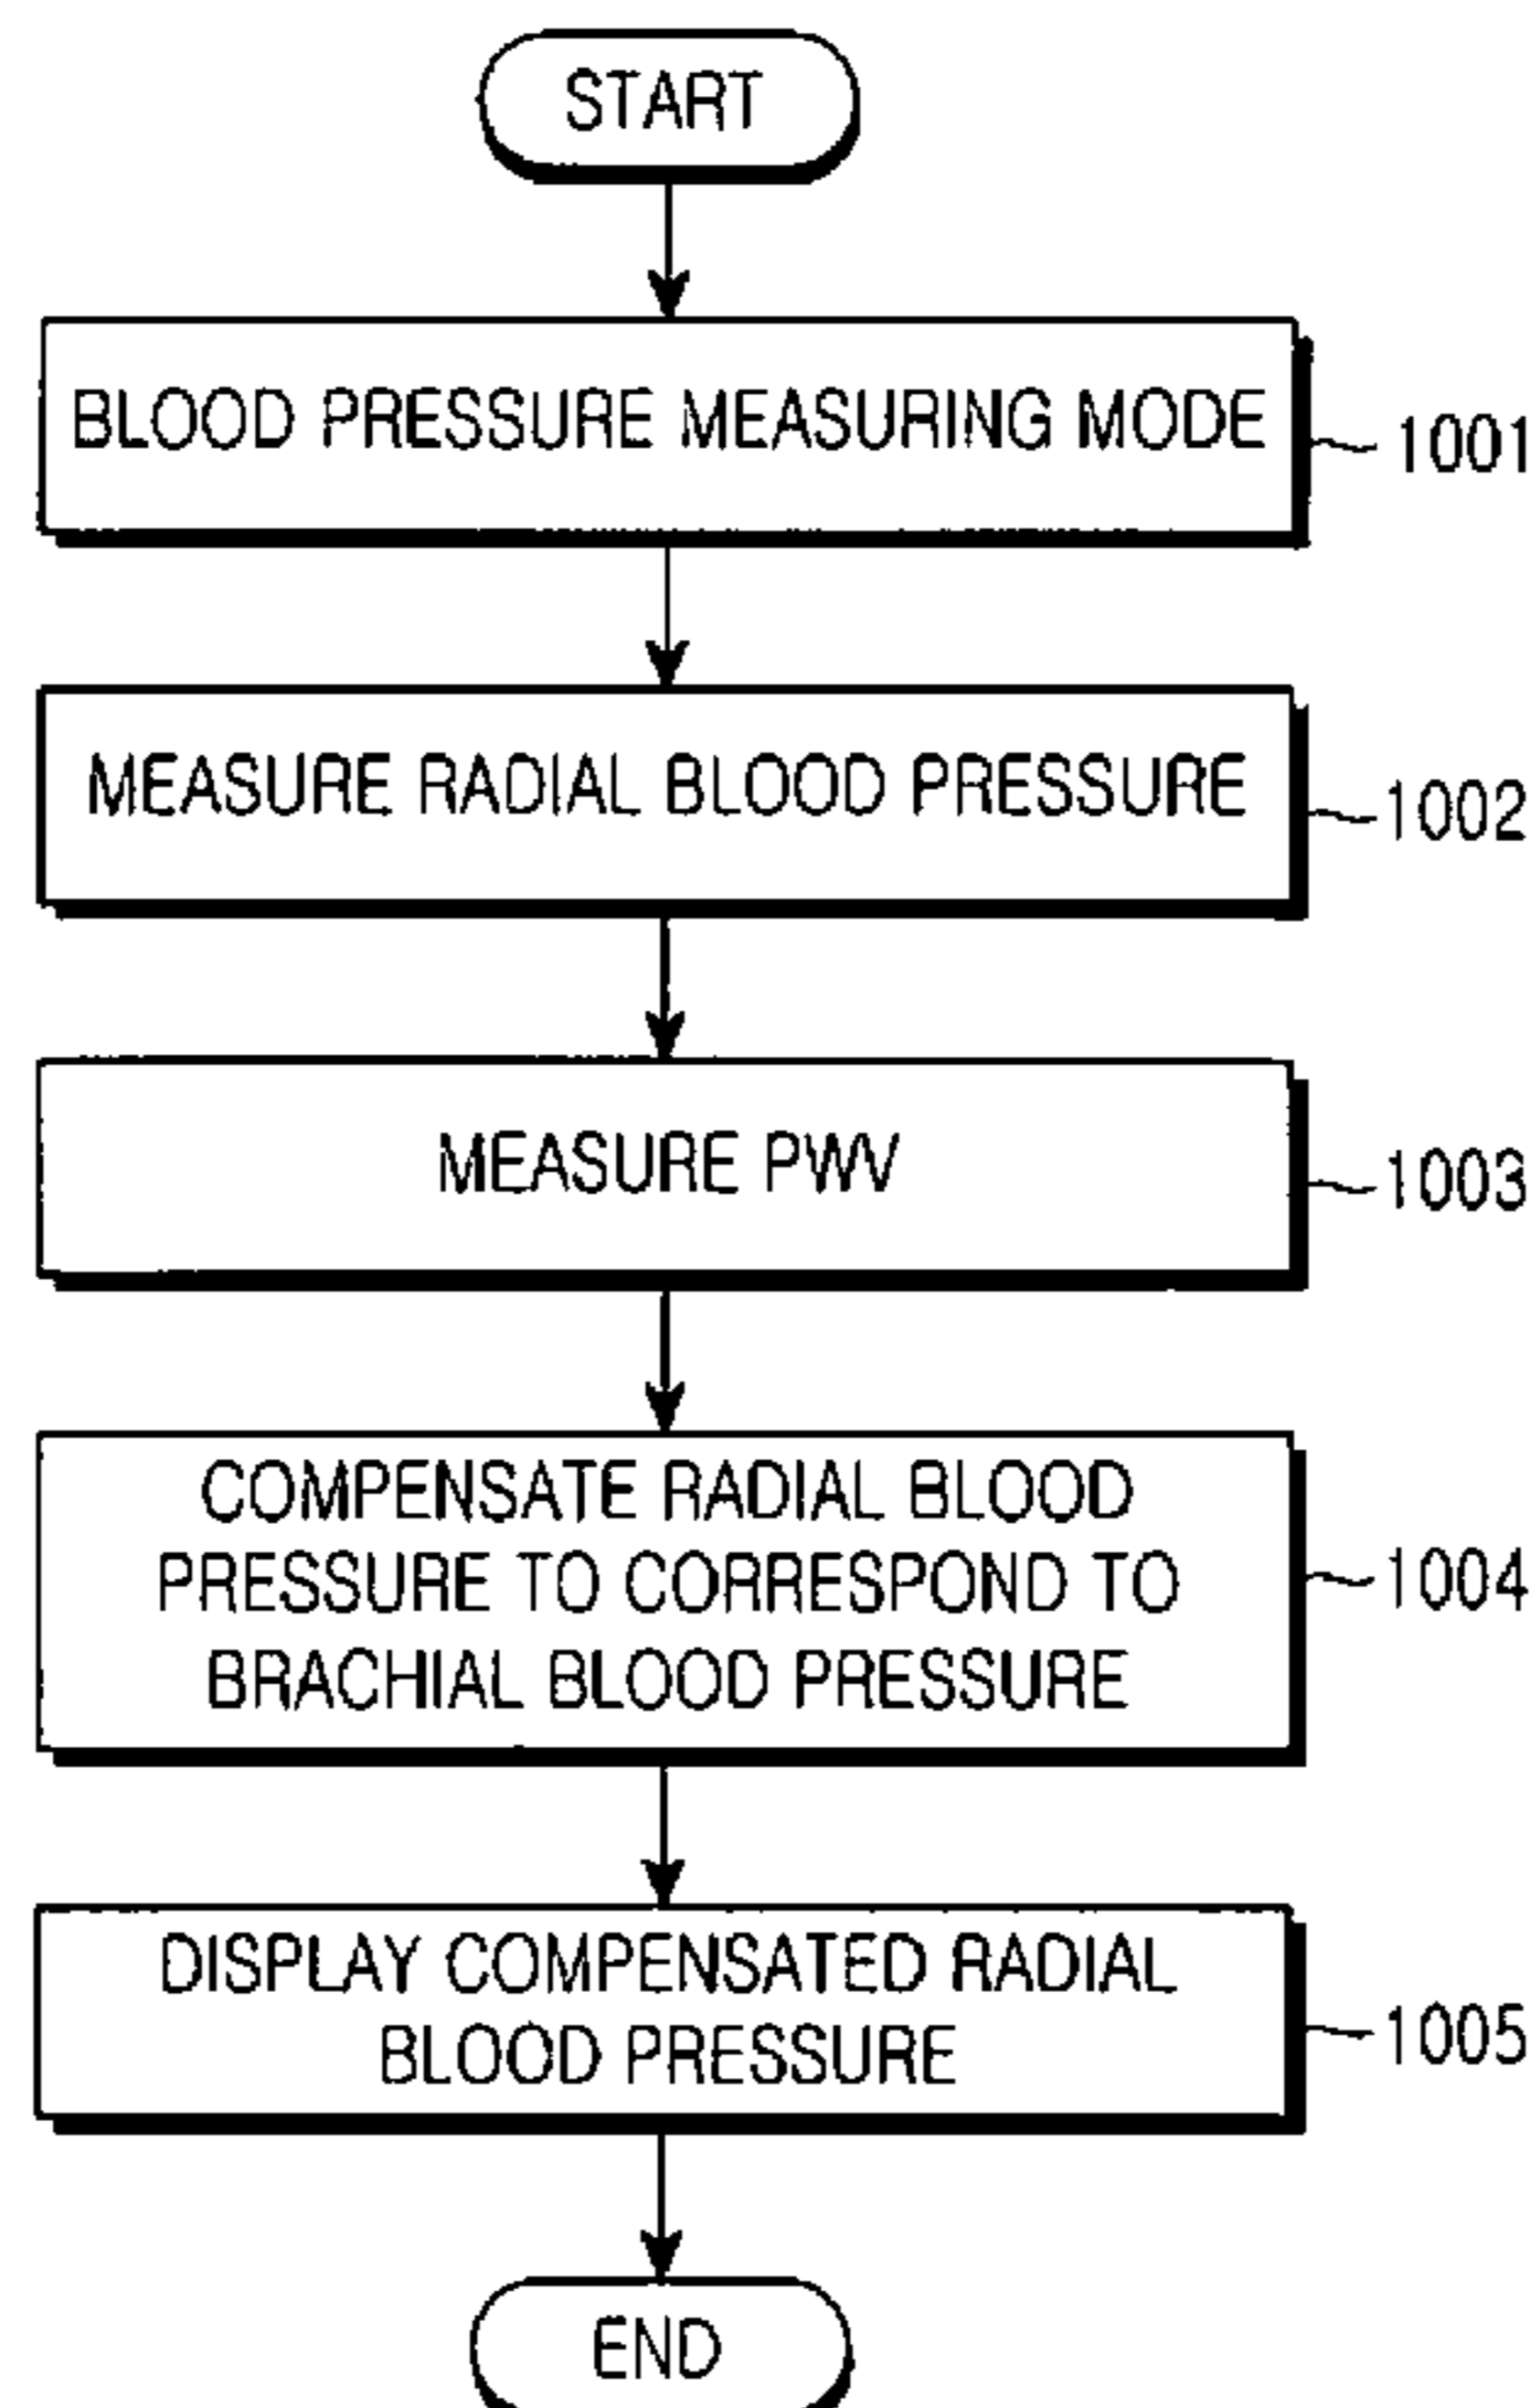 START
BLOOD PRESSURE MEASURING MODE
1001
MEASURE RADIAL BLOOD PRESSURE
1002
MEASURE PWV
1003
COMPENSATE RADIAL BLOOD
PRESSURE TO CORRESPOND TO
BRACHIAL BLOOD PRESSURE
1004
DISPLAY COMPENSATED RADIAL
BLOOD PRESSURE
1005
END